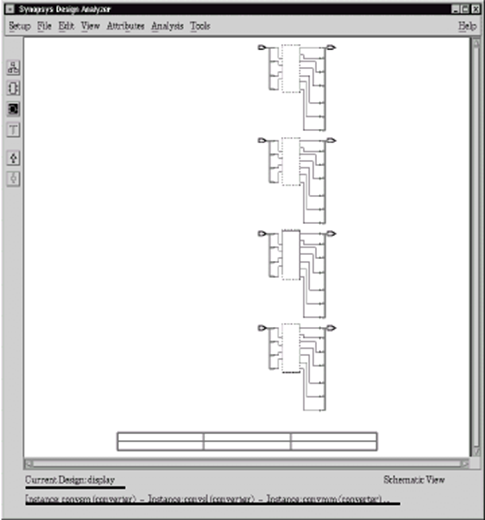 Synopsys Design Analyzer
Setup File Edit View Attributes Analysis Tools Help
T
Current Design: display Schematic View
Instance: convsm (converter) - Instance: convsl (converter) - Instance: convmm (converter) ...